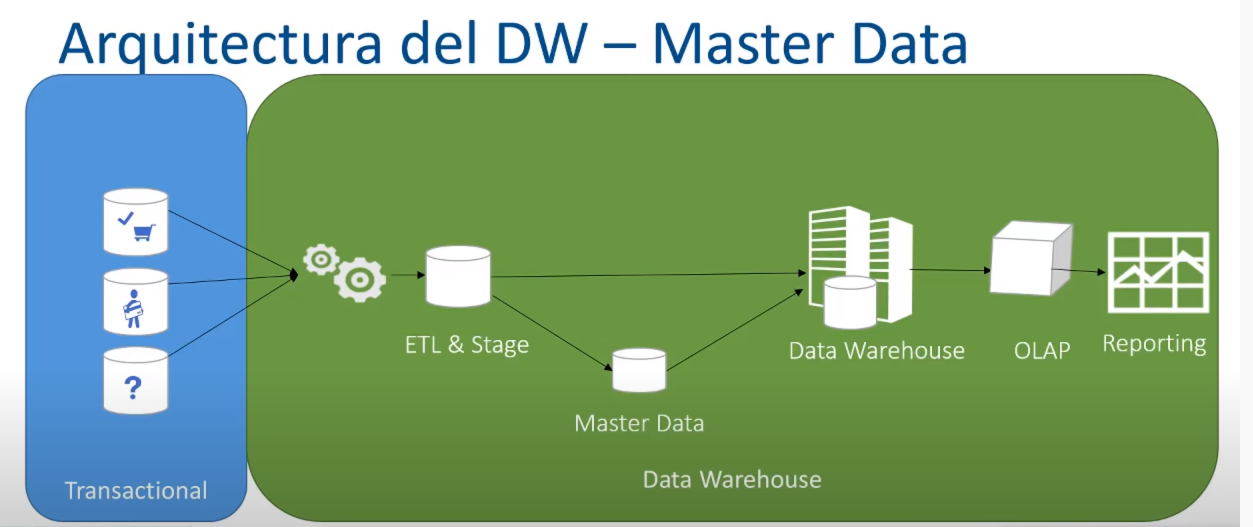 Arquitectura del DW – Master Data
?
ETL & Stage
Master Data
Data Warehouse
OLAP
Reporting
Transactional
Data Warehouse